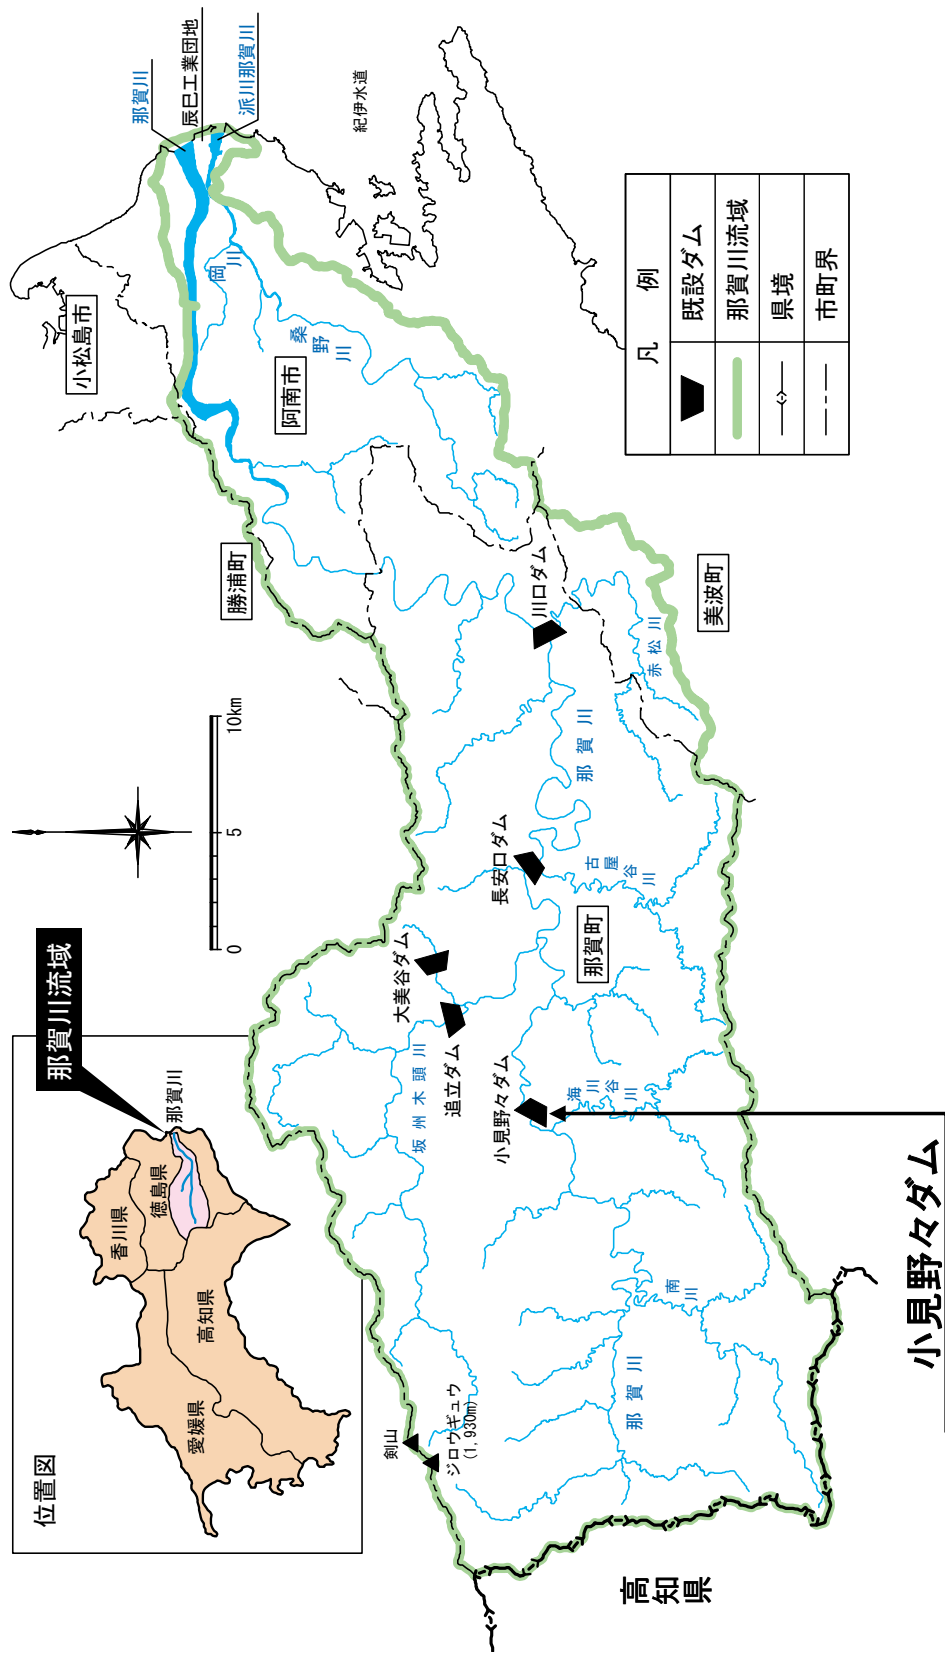 位置図
那賀川流域
香川県
徳島県
那賀川
愛媛県
高知県
0
5
10km
小松島市
那賀川
辰巳工業団地
派川那賀川
紀伊水道
岡川
桑野川
阿南市
勝浦町
川口ダム
美波町
赤松川
那賀川
長安口ダム
古屋谷川
那賀町
大美谷ダム
追立ダム
坂州木頭川
小見野々ダム
海川谷川
剣山
ジロウギュウ
(1,930m)
那賀川
南川
高知県
小見野々ダム
凡例
既設ダム
那賀川流域
県境
市町界